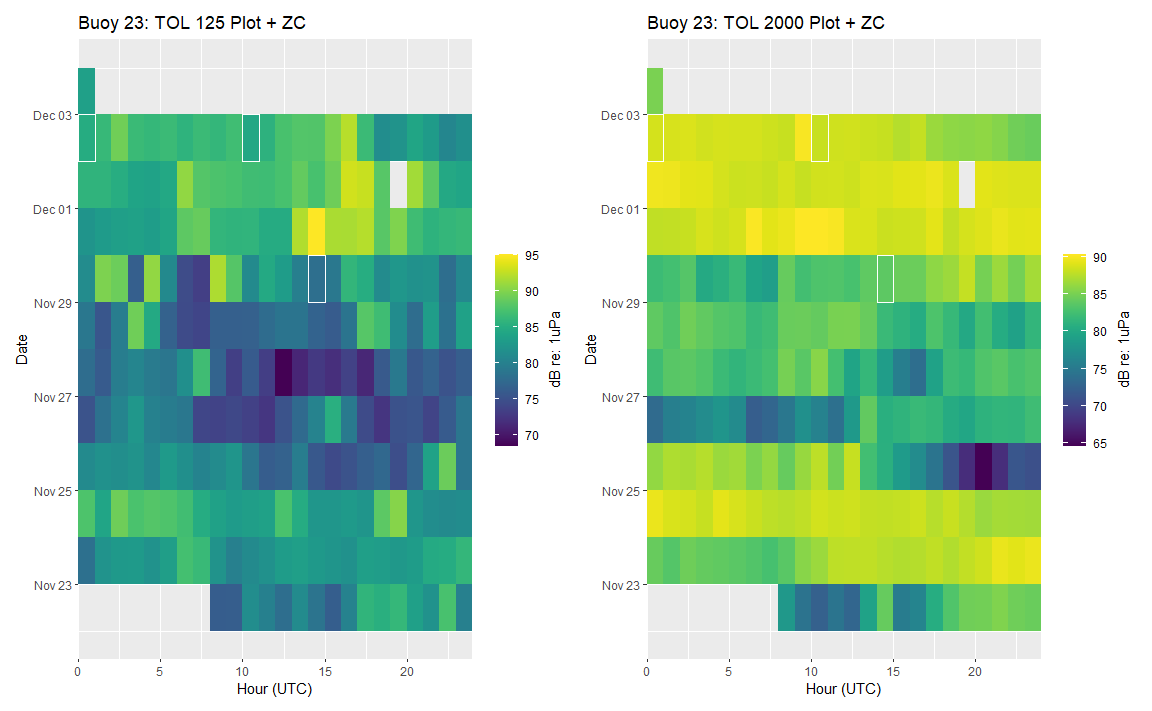 Buoy 23: TOL 125 Plot + ZC
Date
Dec 03
Dec 01
Nov 29
Nov 27
Nov 25
Nov 23
0 5 10 15 20
Hour (UTC)
95
90
85
80
75
70
dB re: 1uPa
Buoy 23: TOL 2000 Plot + ZC
Date
Dec 03
Dec 01
Nov 29
Nov 27
Nov 25
Nov 23
0 5 10 15 20
Hour (UTC)
90
85
80
75
70
65
dB re: 1uPa